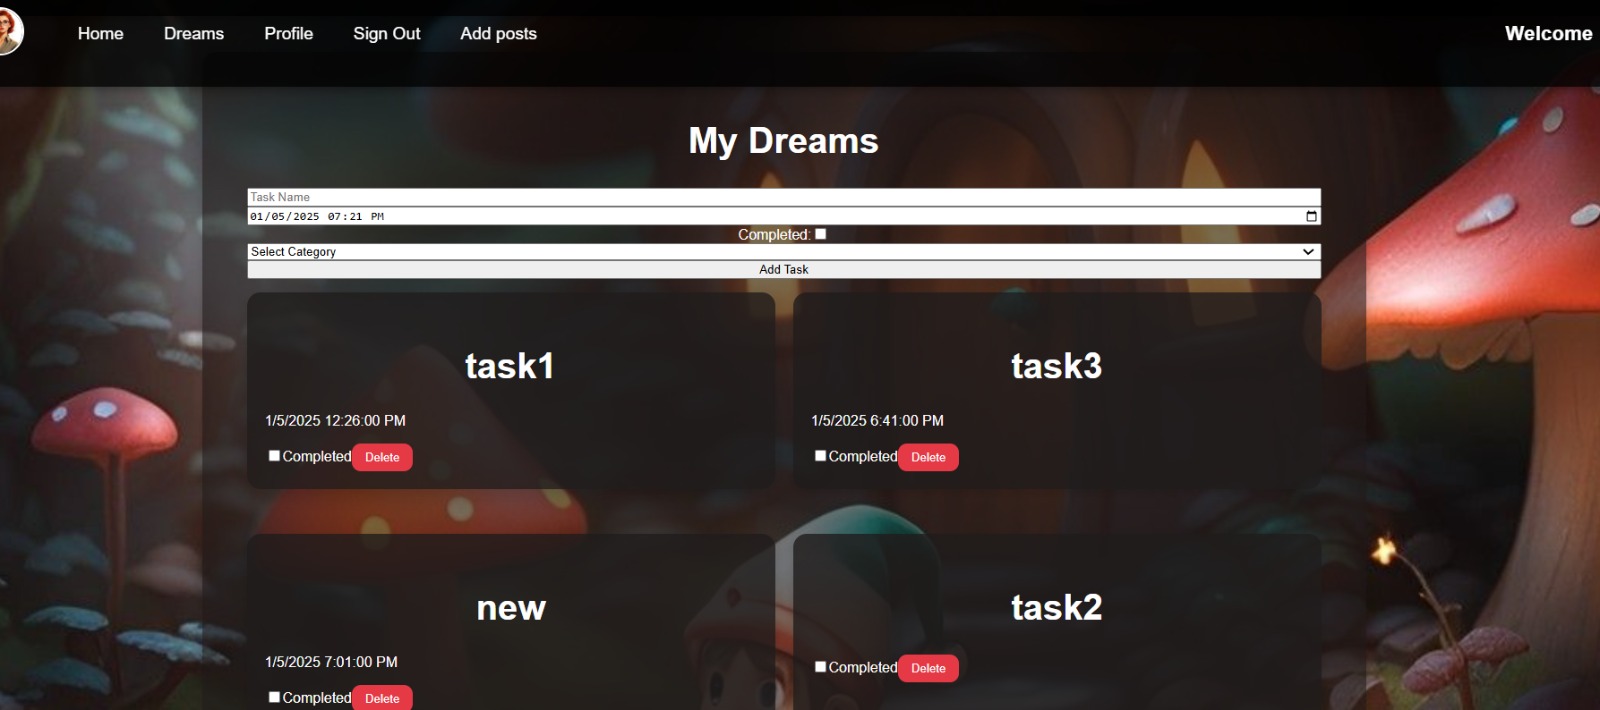 Home Dreams Profile Sign Out Add posts Welcome
My Dreams
Task Name
01/05/2025 07:21 PM
Completed:
Select Category
Add Task
task1
1/5/2025 12:26:00 PM
Completed Delete
task3
1/5/2025 6:41:00 PM
Completed Delete
new
1/5/2025 7:01:00 PM
Completed Delete
task2
Completed Delete